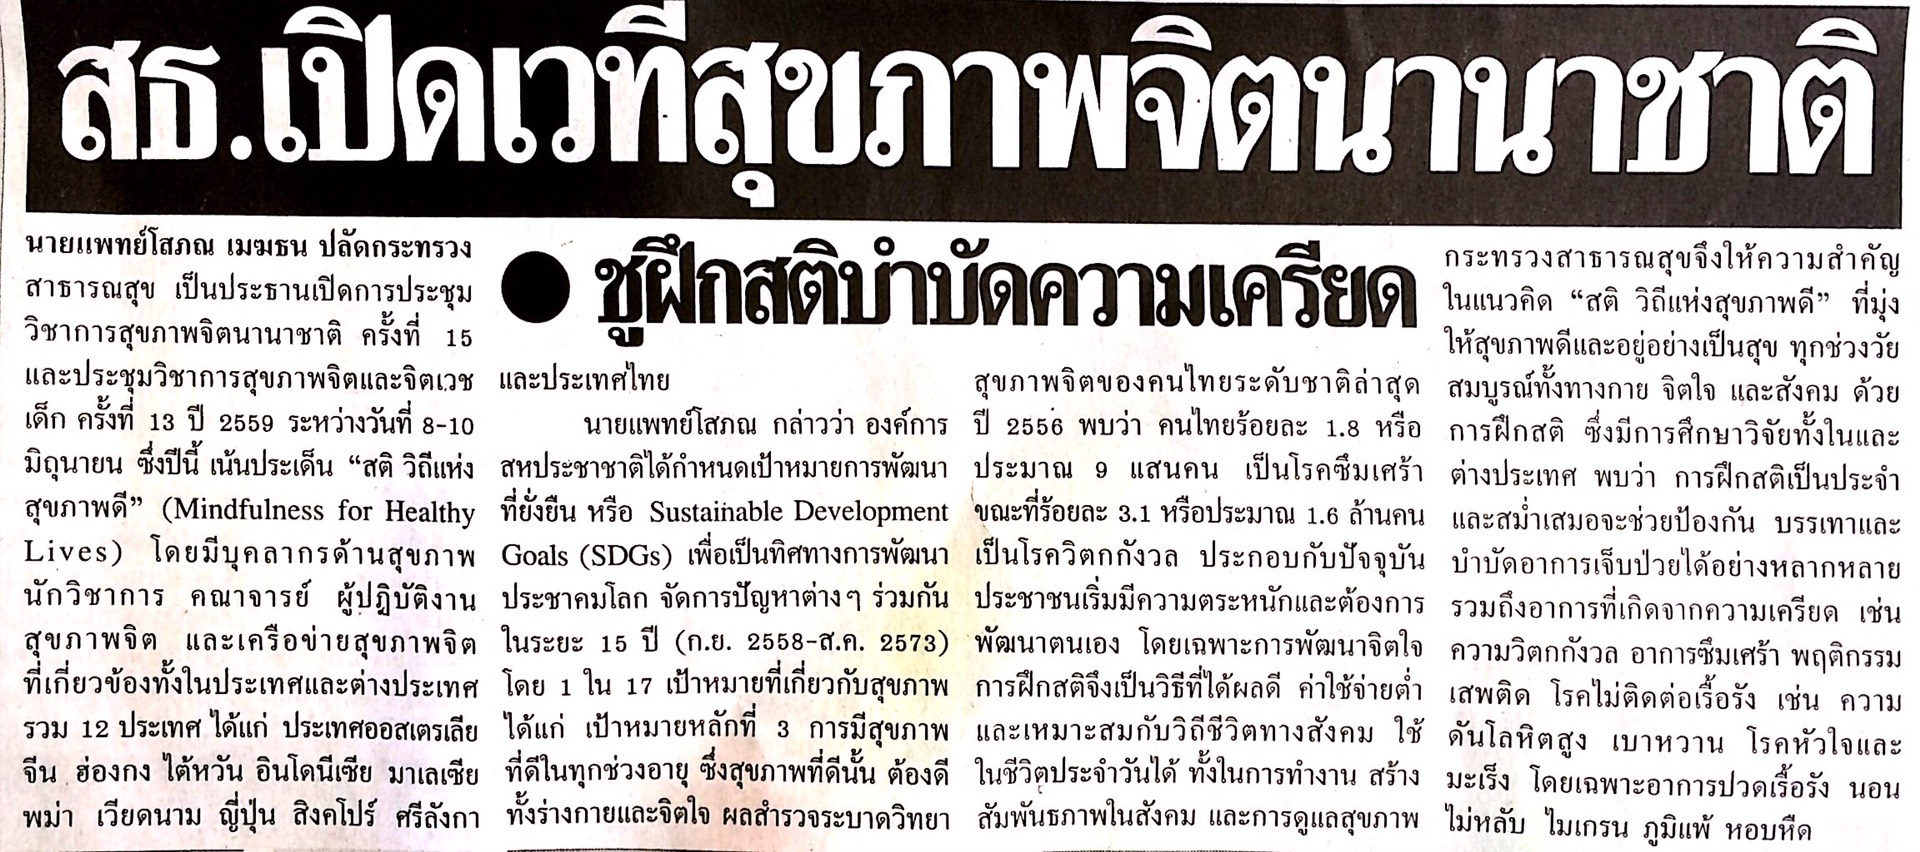 สธ.เปิดเวทีสุขภาพจิตนานาชาติ
● ชูฝึกสติบำบัดความเครียด
นายแพทย์โสภณ เมฆธน ปลัดกระทรวง
สาธารณสุข เป็นประธานเปิดการประชุม
วิชาการสุขภาพจิตนานาชาติ ครั้งที่ 15
และประชุมวิชาการสุขภาพจิตและจิตเวช
เด็ก ครั้งที่ 13 ปี 2559 ระหว่างวันที่ 8-10
มิถุนายน ซึ่งปีนี้ เน้นประเด็น “สติ วิถีแห่ง
สุขภาพดี” (Mindfulness for Healthy
Lives) โดยมีบุคลากรด้านสุขภาพ
นักวิชาการ คณาจารย์ ผู้ปฏิบัติงาน
สุขภาพจิต และเครือข่ายสุขภาพจิต
ที่เกี่ยวข้องทั้งในประเทศและต่างประเทศ
รวม 12 ประเทศ ได้แก่ ประเทศออสเตรเลีย
จีน ฮ่องกง ไต้หวัน อินโดนีเซีย มาเลเซีย
พม่า เวียดนาม ญี่ปุ่น สิงคโปร์ ศรีลังกา
และประเทศไทย
นายแพทย์โสภณ กล่าวว่า องค์การ
สหประชาชาติได้กำหนดเป้าหมายการพัฒนา
ที่ยั่งยืน หรือ Sustainable Development
Goals (SDGs) เพื่อเป็นทิศทางการพัฒนา
ประชาคมโลก จัดการปัญหาต่างๆ ร่วมกัน
ในระยะ 15 ปี (ก.ย. 2558-ส.ค. 2573)
โดย 1 ใน 17 เป้าหมายที่เกี่ยวกับสุขภาพ
ได้แก่ เป้าหมายหลักที่ 3 การมีสุขภาพ
ที่ดีในทุกช่วงอายุ ซึ่งสุขภาพที่ดีนั้น ต้องดี
ทั้งร่างกายและจิตใจ ผลสำรวจระบาดวิทยา
สุขภาพจิตของคนไทยระดับชาติล่าสุด
ปี 2556 พบว่า คนไทยร้อยละ 1.8 หรือ
ประมาณ 9 แสนคน เป็นโรคซึมเศร้า
ขณะที่ร้อยละ 3.1 หรือประมาณ 1.6 ล้านคน
เป็นโรควิตกกังวล ประกอบกับปัจจุบัน
ประชาชนเริ่มมีความตระหนักและต้องการ
พัฒนาตนเอง โดยเฉพาะการพัฒนาจิตใจ
การฝึกสติจึงเป็นวิธีที่ได้ผลดี ค่าใช้จ่ายต่ำ
และเหมาะสมกับวิถีชีวิตทางสังคม ใช้
ในชีวิตประจำวันได้ ทั้งในการทำงาน สร้าง
สัมพันธภาพในสังคม และการดูแลสุขภาพ
กระทรวงสาธารณสุขจึงให้ความสำคัญ
ในแนวคิด “สติ วิถีแห่งสุขภาพดี” ที่มุ่ง
ให้สุขภาพดีและอยู่อย่างเป็นสุข ทุกช่วงวัย
สมบูรณ์ทั้งทางกาย จิตใจ และสังคม ด้วย
การฝึกสติ ซึ่งมีการศึกษาวิจัยทั้งในและ
ต่างประเทศ พบว่า การฝึกสติเป็นประจำ
และสม่ำเสมอจะช่วยป้องกัน บรรเทาและ
บำบัดอาการเจ็บป่วยได้อย่างหลากหลาย
รวมถึงอาการที่เกิดจากความเครียด เช่น
ความวิตกกังวล อาการซึมเศร้า พฤติกรรม
เสพติด โรคไม่ติดต่อเรื้อรัง เช่น ความ
ดันโลหิตสูง เบาหวาน โรคหัวใจและ
มะเร็ง โดยเฉพาะอาการปวดเรื้อรัง นอน
ไม่หลับ ไมเกรน ภูมิแพ้ หอบหืด